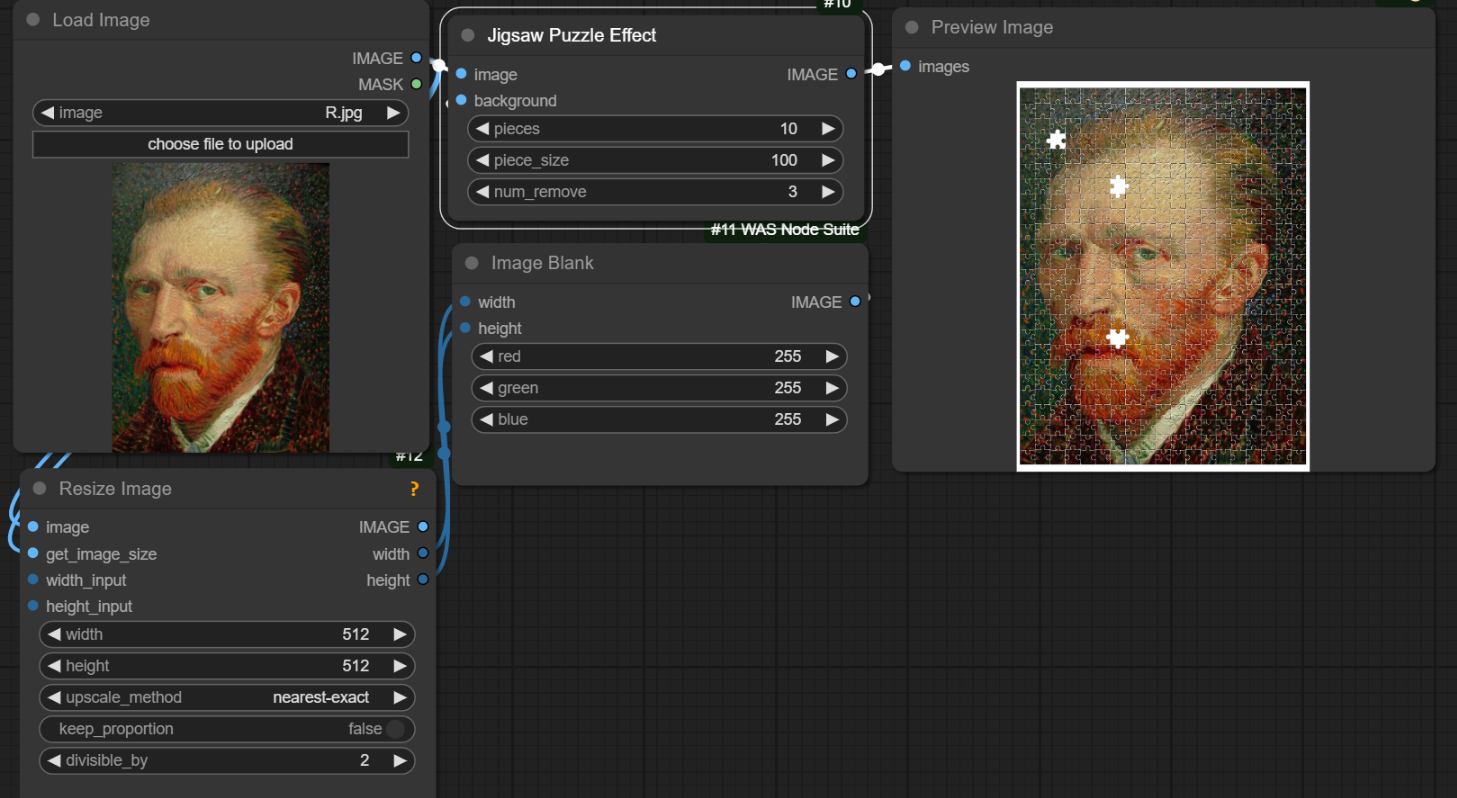 Load Image
IMAGE
MASK
image R.jpg
choose file to upload
#10
Jigsaw Puzzle Effect
image IMAGE
background
pieces 10
piece_size 100
num_remove 3
#11 WAS Node Suite
Image Blank
width IMAGE
height
red 255
green 255
blue 255
Preview Image
images
#12
Resize Image ?
image IMAGE
get_image_size width
width_input height
height_input
width 512
height 512
upscale_method nearest-exact
keep_proportion false
divisible_by 2